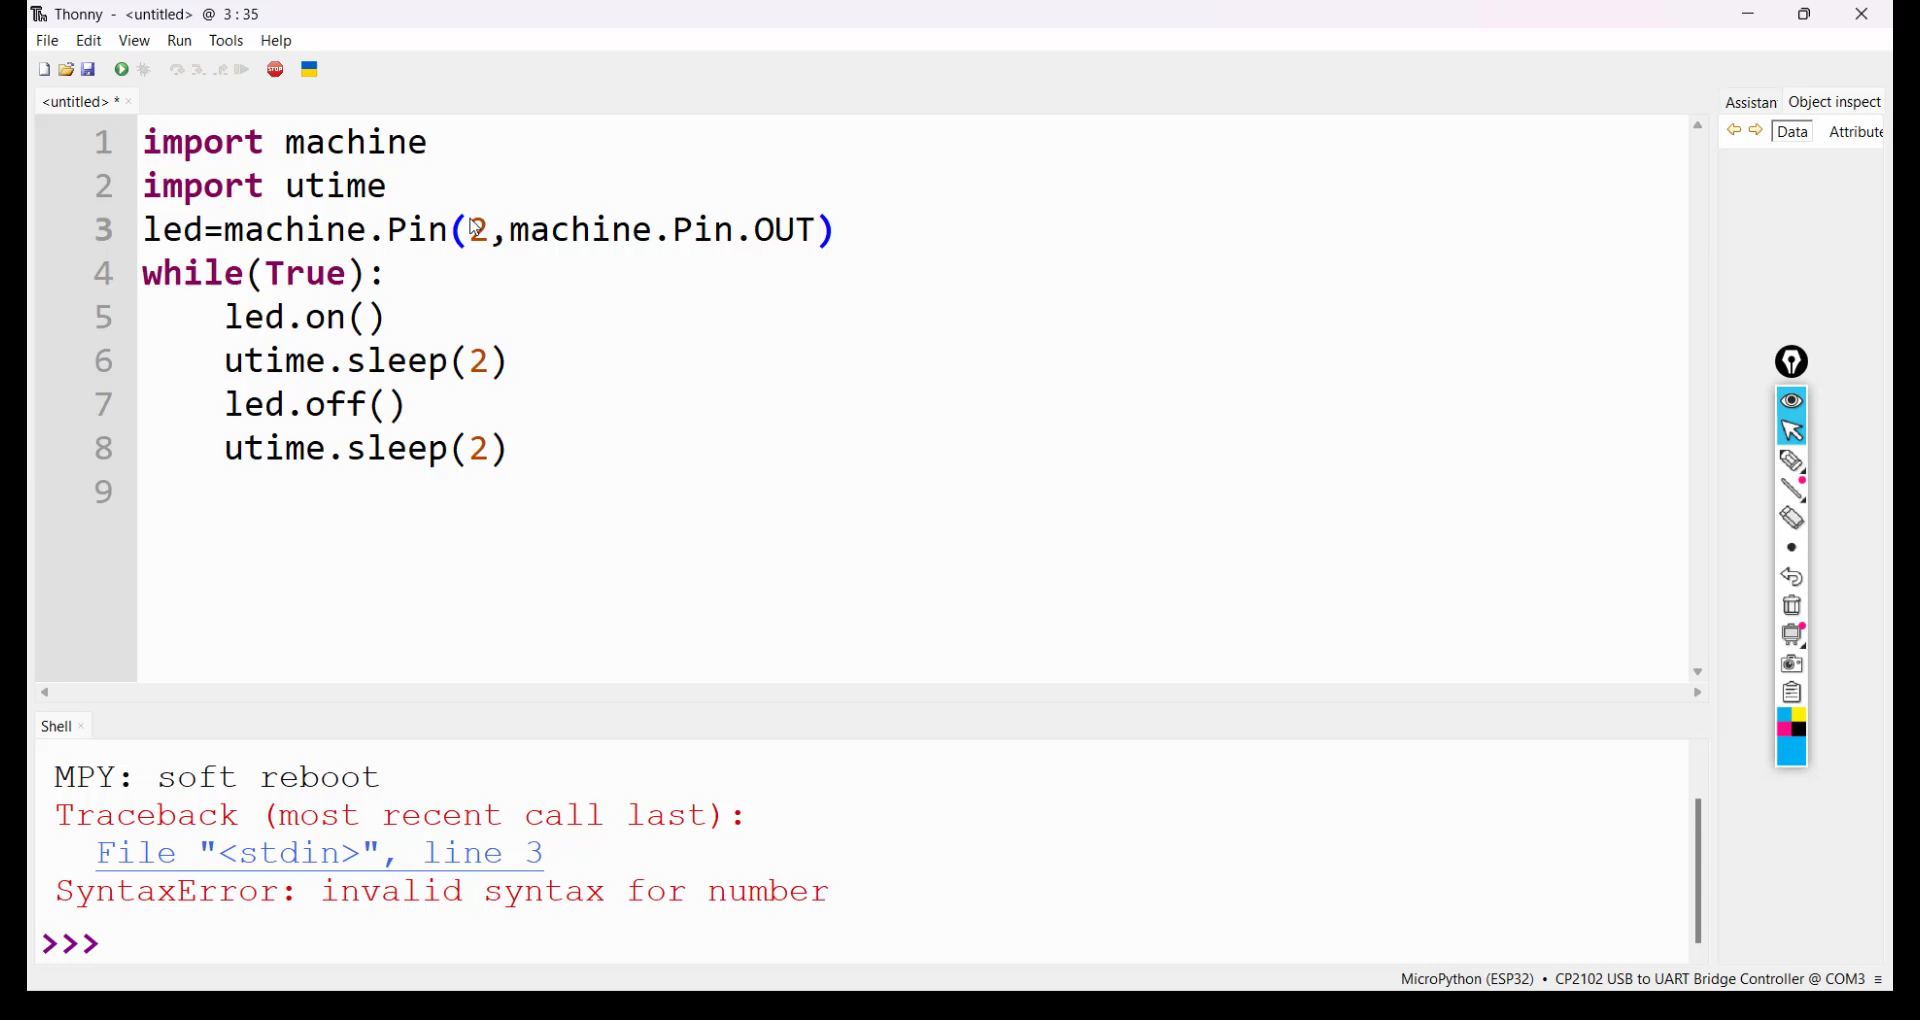 Thonny - <untitled> @ 3:35
File Edit View Run Tools Help
STOP
<untitled> *
Assistan Object inspect
Data Attribute
1 import machine
2 import utime
3 led=machine.Pin(2,machine.Pin.OUT)
4 while(True):
5     led.on()
6     utime.sleep(2)
7     led.off()
8     utime.sleep(2)
9
Shell
MPY: soft reboot
Traceback (most recent call last):
  File "<stdin>", line 3
SyntaxError: invalid syntax for number
>>>
MicroPython (ESP32) • CP2102 USB to UART Bridge Controller @ COM3 ≡